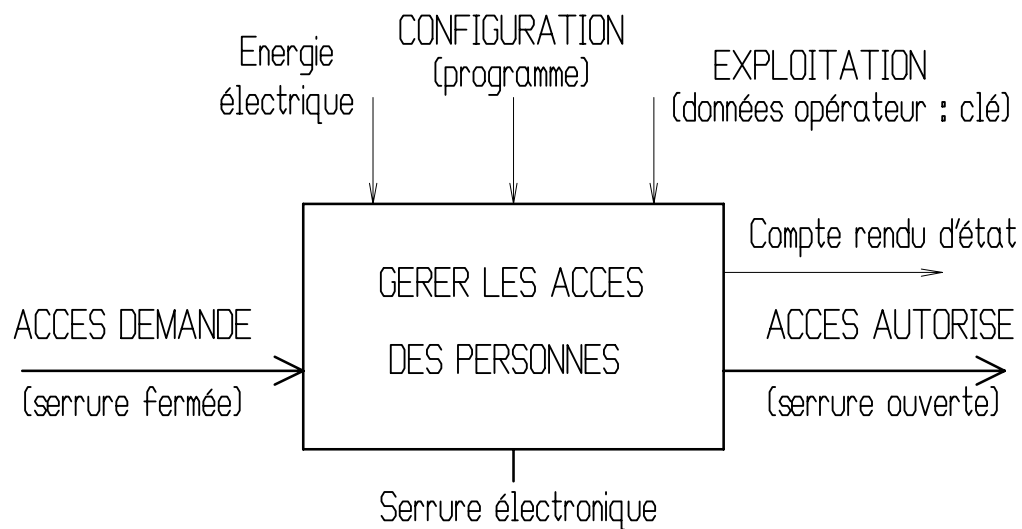 Energie
électrique
CONFIGURATION
(programme)
EXPLOITATION
(données opérateur : clé)
Compte rendu d'état
GERER LES ACCES
DES PERSONNES
ACCES DEMANDE
(serrure fermée)
ACCES AUTORISE
(serrure ouverte)
Serrure électronique